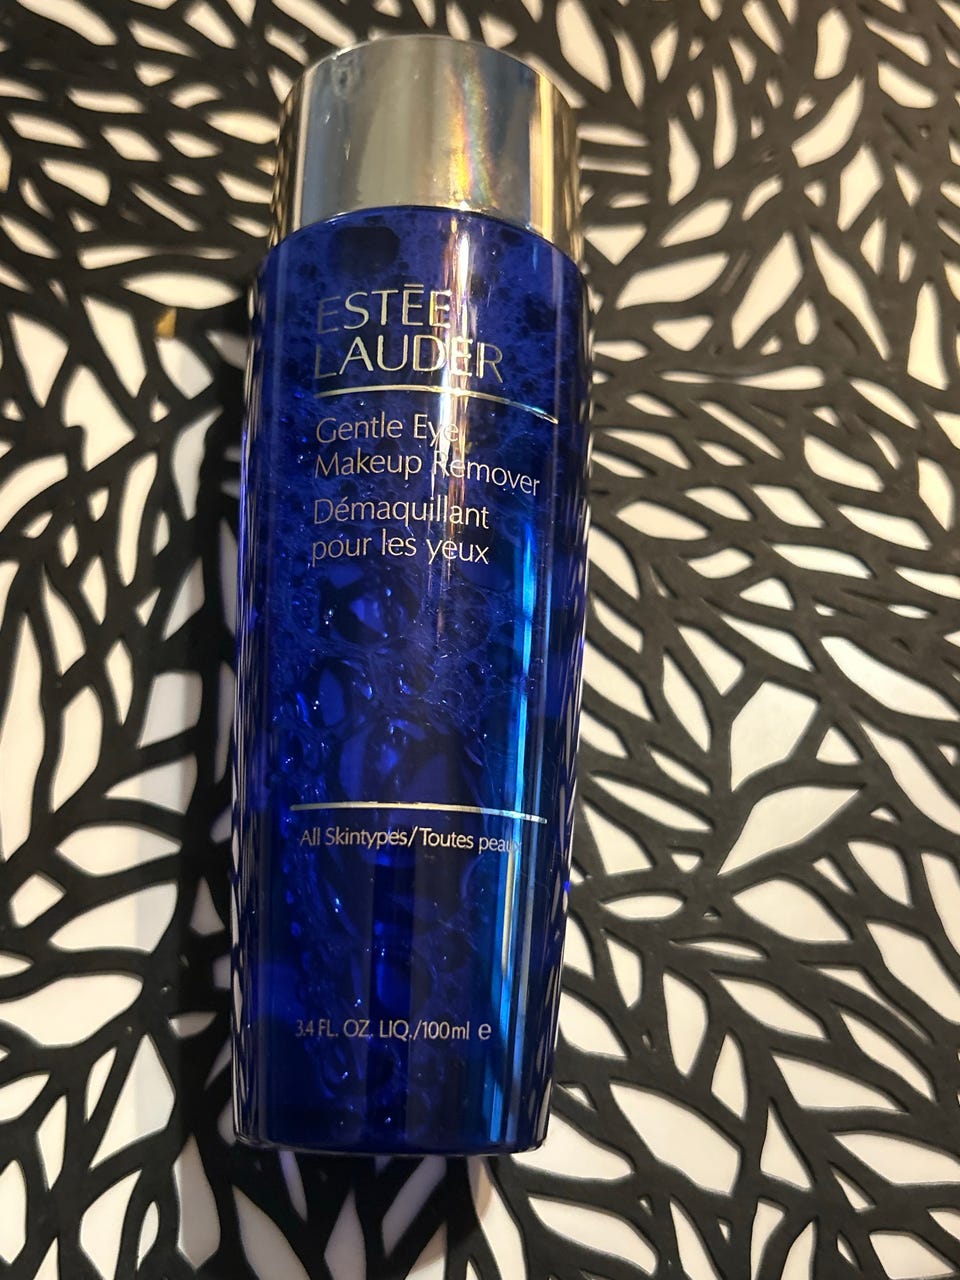 ESTĒE
LAUDER
Gentle Eye
Makeup Remover
Démaquillant
pour les yeux
All Skintypes/Toutes peaux
3.4 FL. OZ. LIQ./100ml e